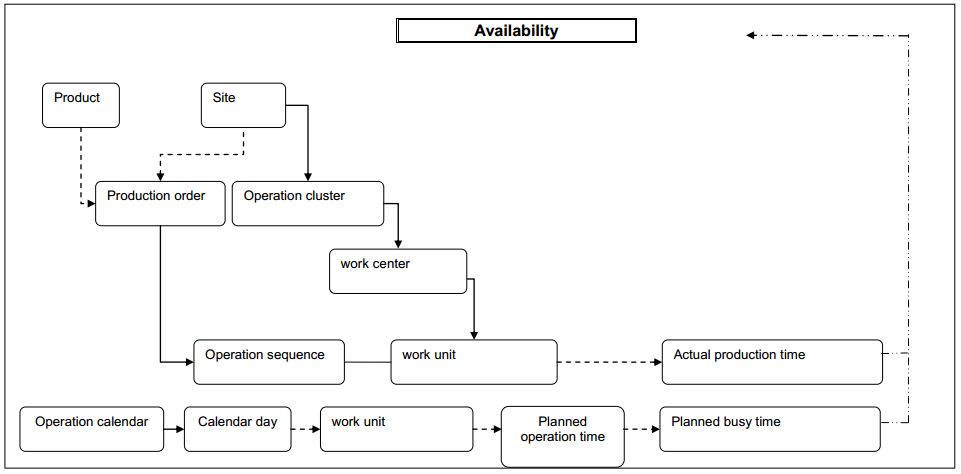 Availability
Product
Site
Production order
Operation cluster
work center
Operation sequence
work unit
Actual production time
Operation calendar
Calendar day
work unit
Planned
operation time
Planned busy time